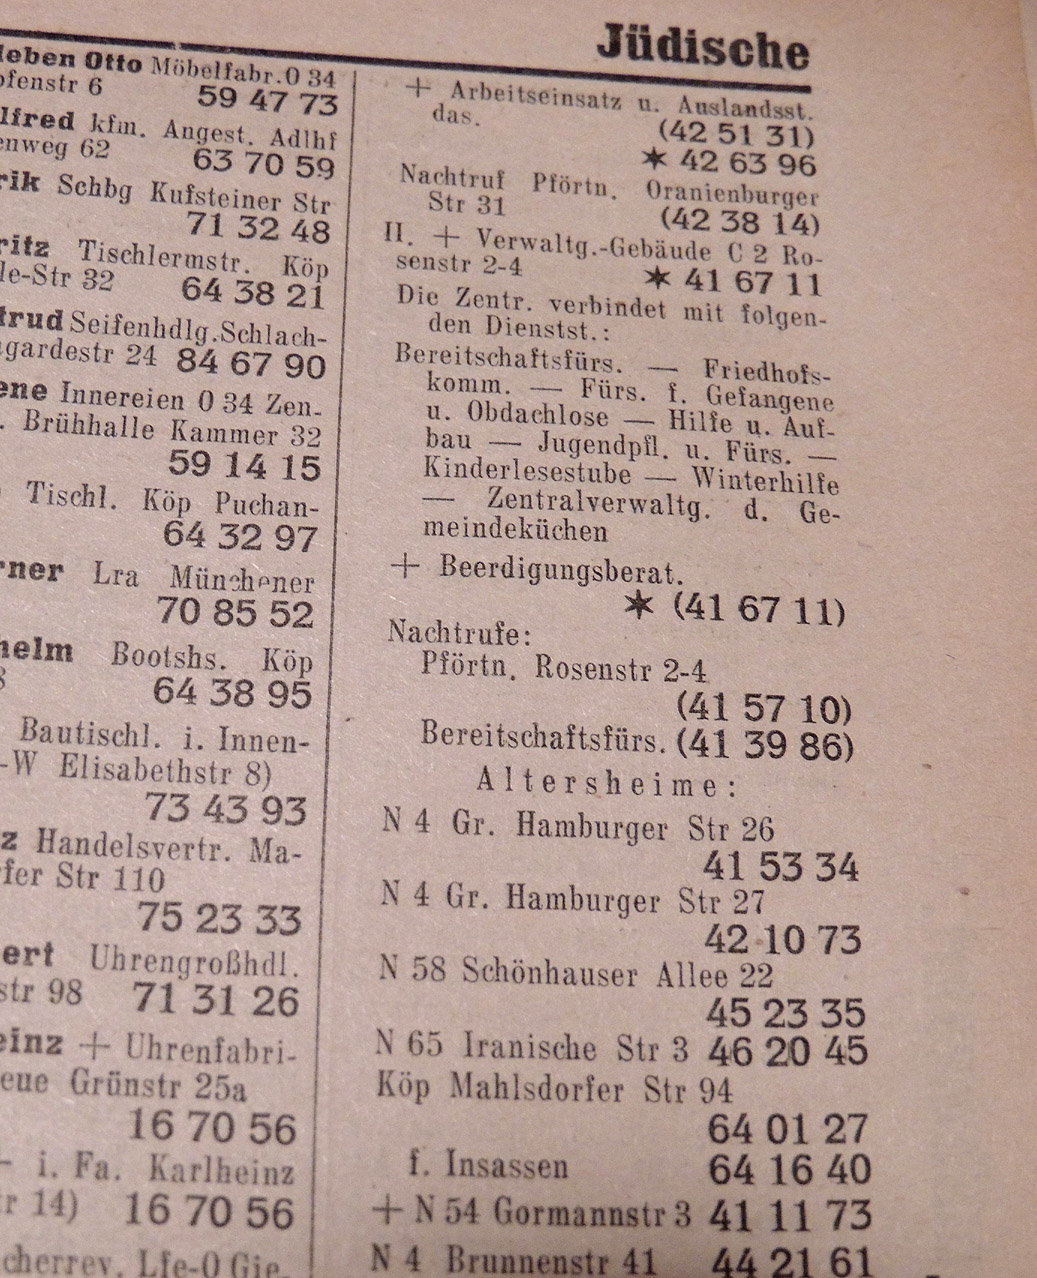 Jüdische
leben Otto Möbelfabr. O 34
ofenstr 6 59 47 73
lfred kfm. Angest. Adlhf
enweg 62 63 70 59
rik Schbg Kufsteiner Str
71 32 48
ritz Tischlermstr. Köp
le-Str 32 64 38 21
trud Seifenhdlg. Schlach-
gardestr 24 84 67 90
ene Innereien O 34 Zen-
. Brühhalle Kammer 32
59 14 15
Tischl. Köp Puchan-
64 32 97
rner Lra Münchener
70 85 52
helm Bootshs. Köp
8 64 38 95
Bautischl. i. Innen-
-W Elisabethstr 8)
73 43 93
z Handelsvertr. Ma-
rfer Str 110
75 23 33
ert Uhrengroßhdl.
str 98 71 31 26
einz + Uhrenfabri-
eue Grünstr 25a
16 70 56
- i. Fa. Karlheinz
r 14) 16 70 56
cherrev. Lfe-O Gie-
+ Arbeitseinsatz u. Auslandsst.
das. (42 51 31)
✶ 42 63 96
Nachtruf Pförtn. Oranienburger
Str 31 (42 38 14)
II. + Verwaltg.-Gebäude C 2 Ro-
senstr 2-4 ✶ 41 67 11
Die Zentr. verbindet mit folgen-
den Dienstst.:
Bereitschaftsfürs. — Friedhofs-
komm. — Fürs. f. Gefangene
u. Obdachlose — Hilfe u. Auf-
bau — Jugendpfl. u. Fürs. —
Kinderlesestube — Winterhilfe
— Zentralverwaltg. d. Ge-
meindeküchen
+ Beerdigungsberat.
✶ (41 67 11)
Nachtrufe:
Pförtn. Rosenstr 2-4
(41 57 10)
Bereitschaftsfürs. (41 39 86)
Altersheime:
N 4 Gr. Hamburger Str 26
41 53 34
N 4 Gr. Hamburger Str 27
42 10 73
N 58 Schönhauser Allee 22
45 23 35
N 65 Iranische Str 3 46 20 45
Köp Mahlsdorfer Str 94
64 01 27
f. Insassen 64 16 40
+ N 54 Gormannstr 3 41 11 73
N 4 Brunnenstr 41 44 21 61